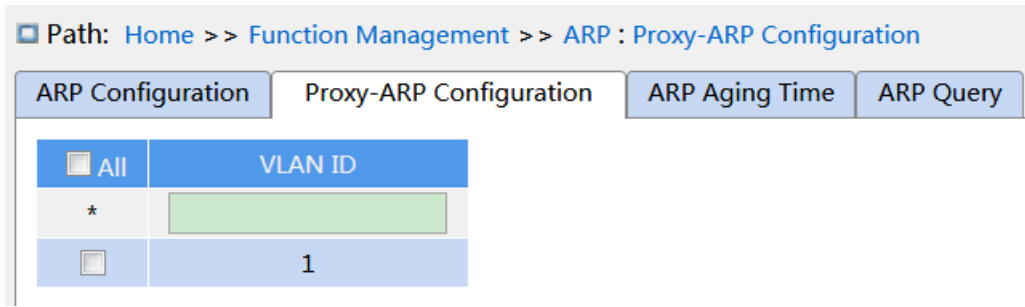 Path: Home >> Function Management >> ARP : Proxy-ARP Configuration
ARP Configuration Proxy-ARP Configuration ARP Aging Time ARP Query
All VLAN ID
*
1